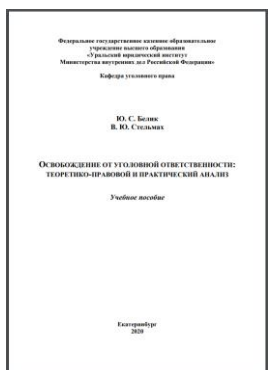 Федеральное государственное казенное образовательное
учреждение высшего образования
«Уральский юридический институт
Министерства внутренних дел Российской Федерации»
Кафедра уголовного права
Ю. С. Белик
В. Ю. Стельмах
ОСВОБОЖДЕНИЕ ОТ УГОЛОВНОЙ ОТВЕТСТВЕННОСТИ:
ТЕОРЕТИКО-ПРАВОВОЙ И ПРАКТИЧЕСКИЙ АНАЛИЗ
Учебное пособие
Екатеринбург
2020